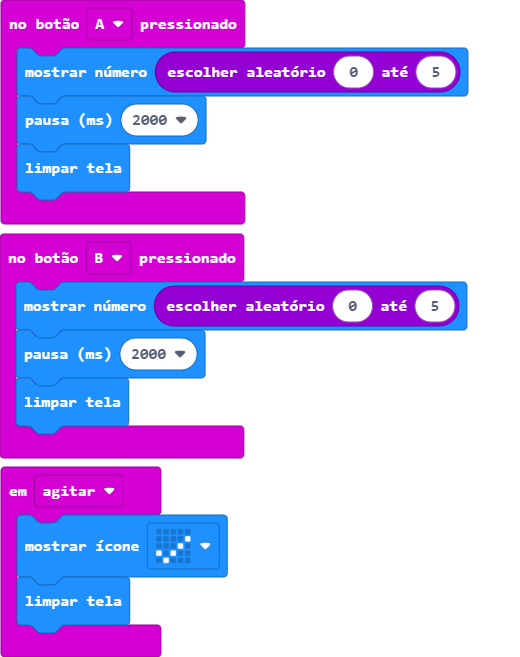 no botão A pressionado
mostrar número escolher aleatório 0 até 5
pausa (ms) 2000
limpar tela
no botão B pressionado
mostrar número escolher aleatório 0 até 5
pausa (ms) 2000
limpar tela
em agitar
mostrar ícone
limpar tela